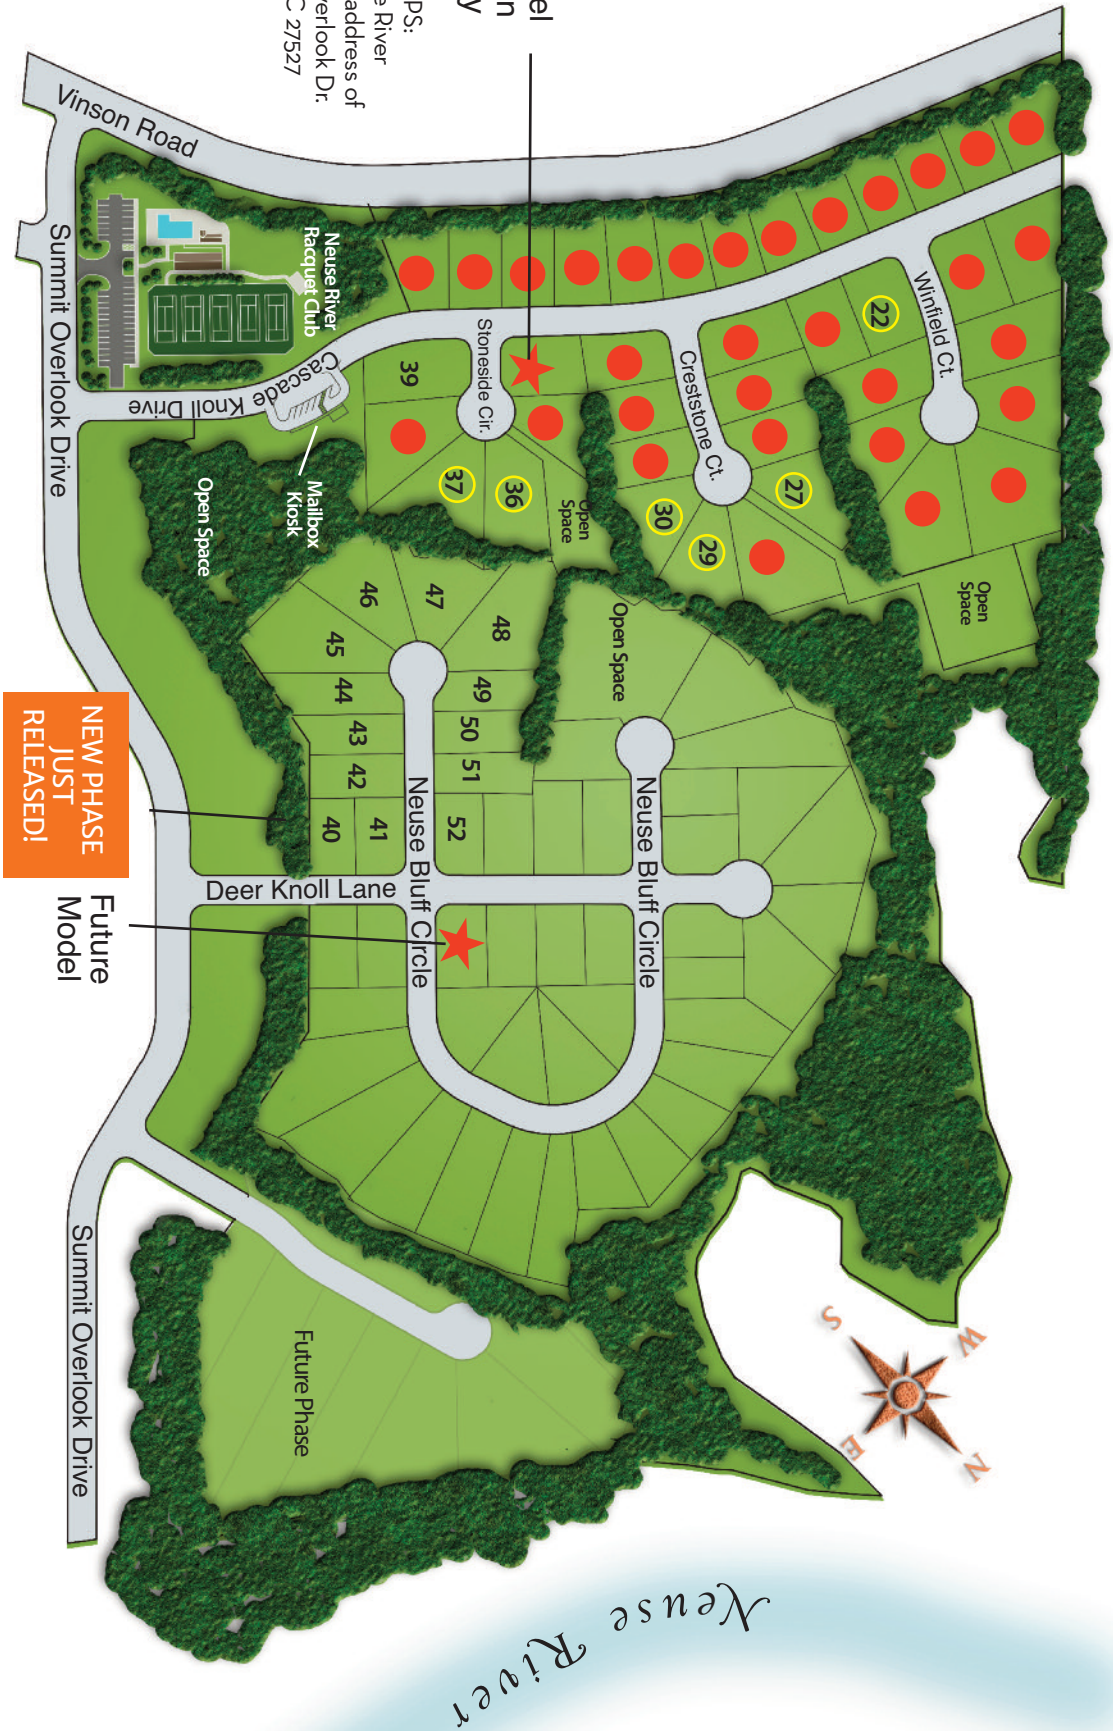 el
n
y
PS:
e River
address of
verlook Dr.
C 27527
Vinson Road
Summit Overlook Drive
Neuse River
Racquet Club
Cascade Knoll Drive
Mailbox
Kiosk
Open Space
Stoneside Cir.
39
37
36
Open
Space
Creststone Ct.
30
29
27
22
Winfield Ct.
Open
Space
Open Space
46
47
48
45
44
49
43
50
42
51
40
41
52
Neuse Bluff Circle
Neuse Bluff Circle
Deer Knoll Lane
NEW PHASE
JUST
RELEASED!
Future
Model
Summit Overlook Drive
Future Phase
S
W
E
N
Neuse River